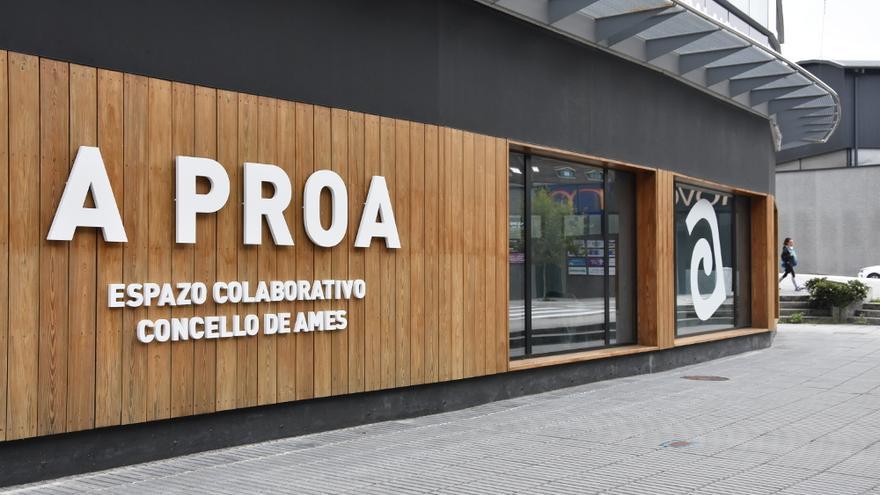 A PROA
ESPAZO COLABORATIVO
CONCELLO DE AMES
a